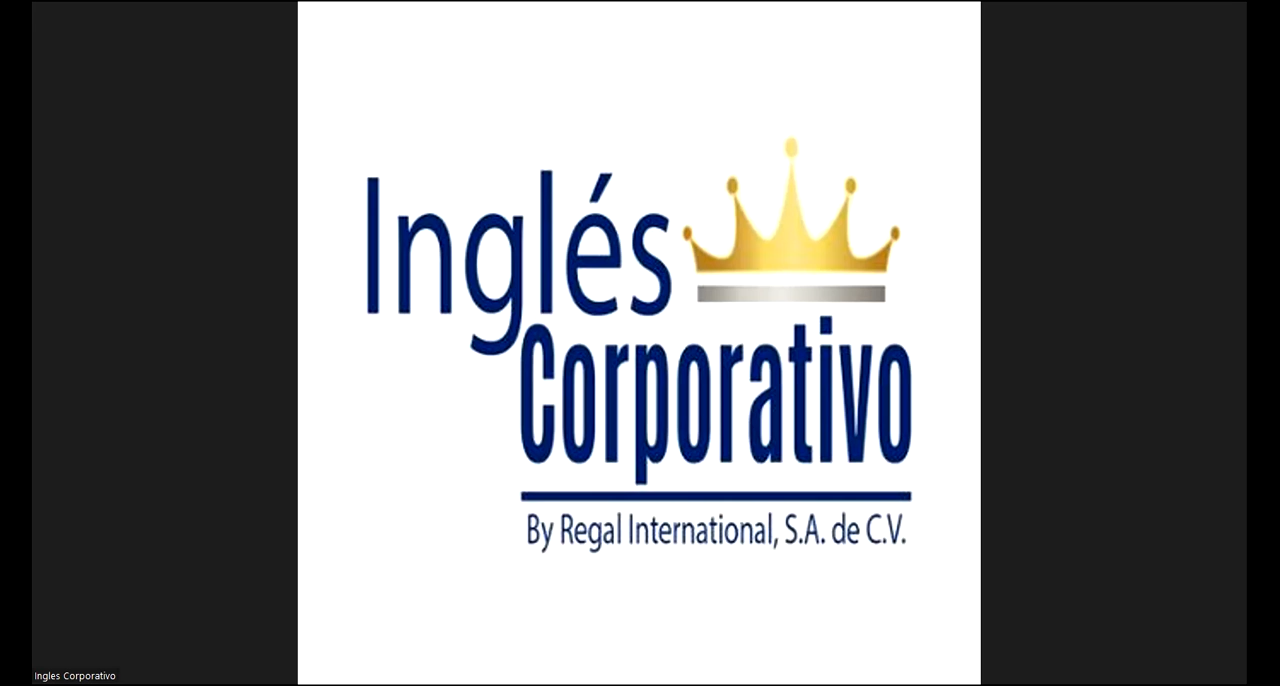 Inglés
Corporativo
By Regal International, S.A. de C.V.
Ingles Corporativo